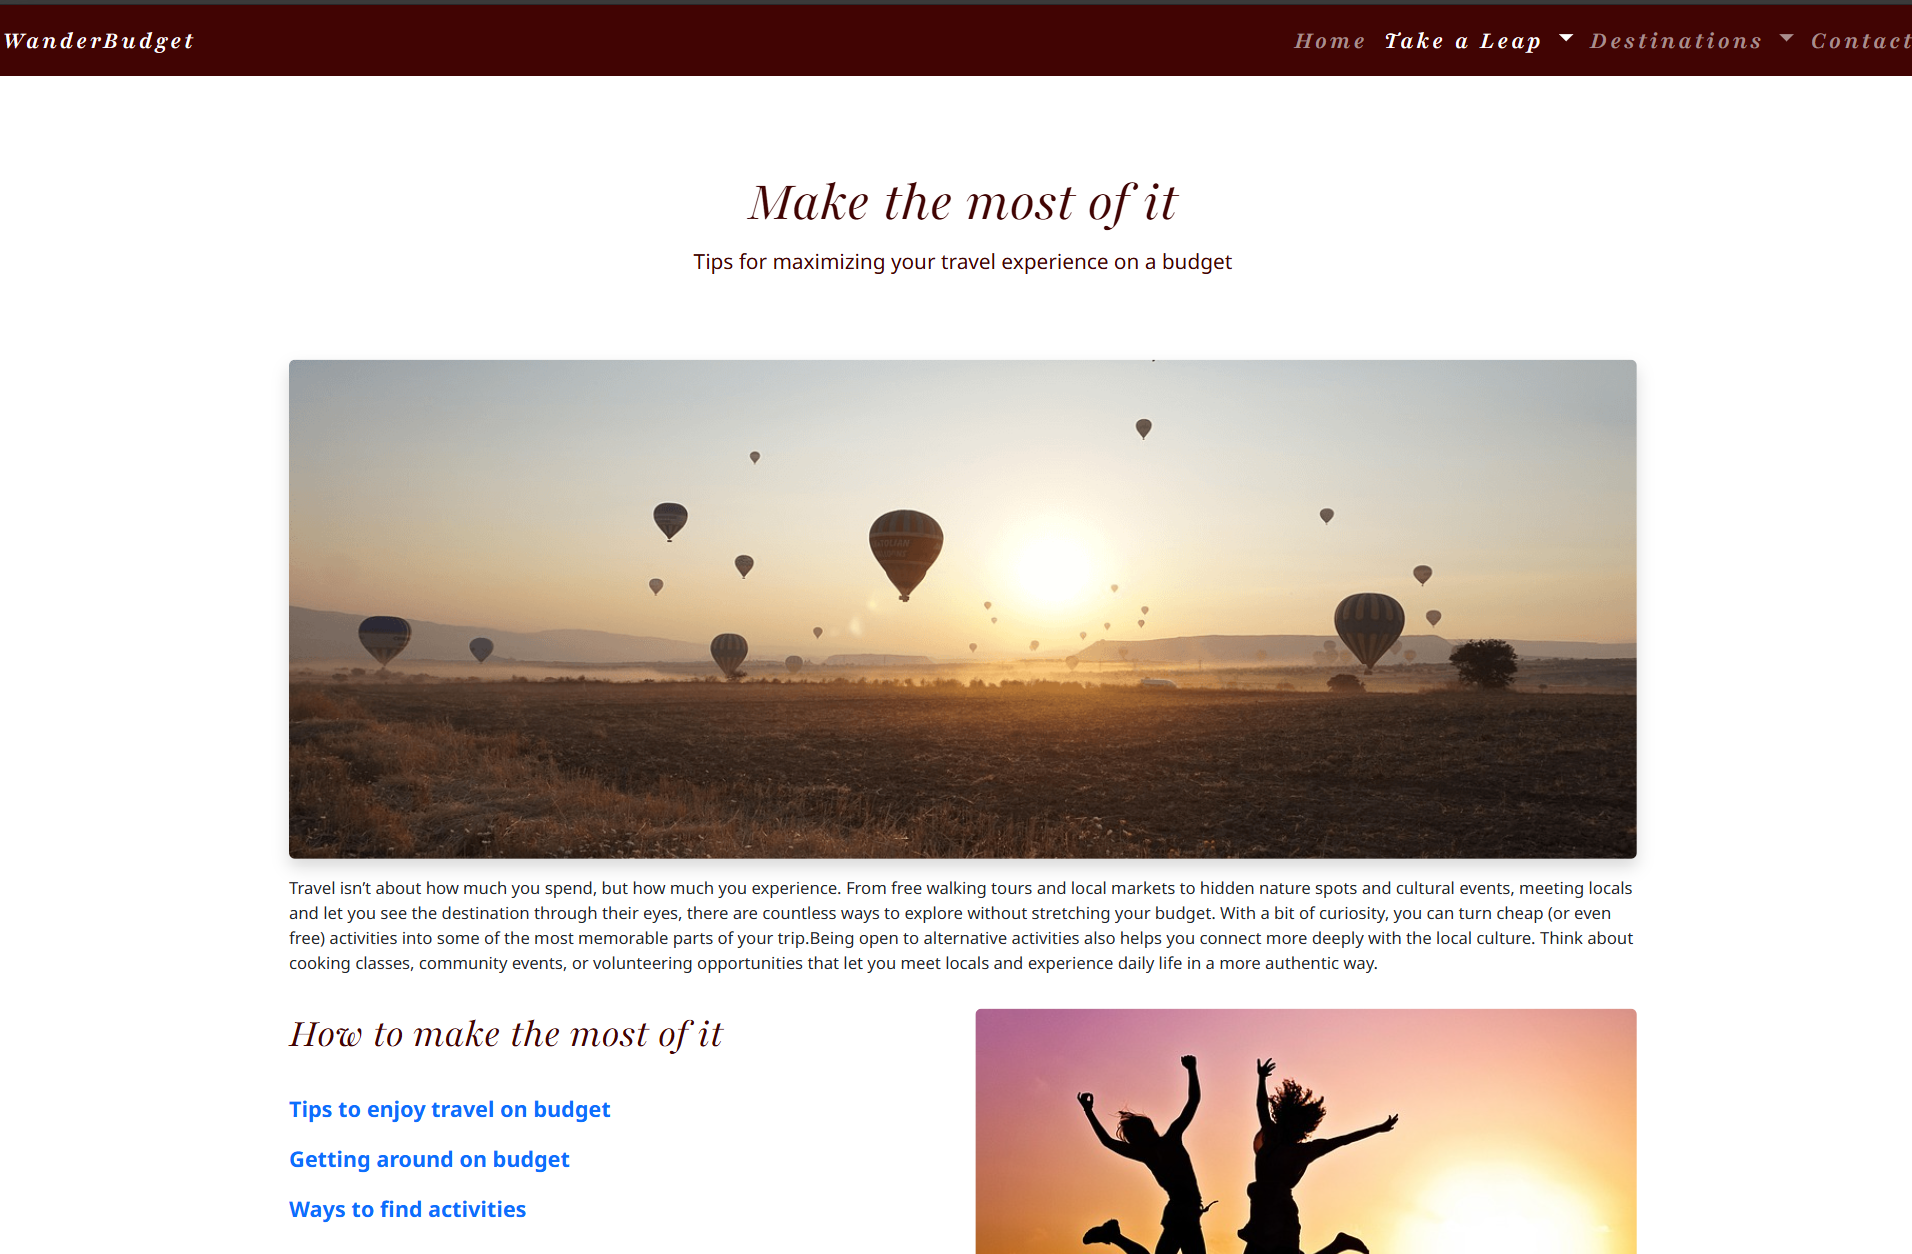 WanderBudget
Home Take a Leap Destinations Contact
Make the most of it
Tips for maximizing your travel experience on a budget
Travel isn't about how much you spend, but how much you experience. From free walking tours and local markets to hidden nature spots and cultural events, meeting locals
and let you see the destination through their eyes, there are countless ways to explore without stretching your budget. With a bit of curiosity, you can turn cheap (or even
free) activities into some of the most memorable parts of your trip.Being open to alternative activities also helps you connect more deeply with the local culture. Think about
cooking classes, community events, or volunteering opportunities that let you meet locals and experience daily life in a more authentic way.
How to make the most of it
Tips to enjoy travel on budget
Getting around on budget
Ways to find activities